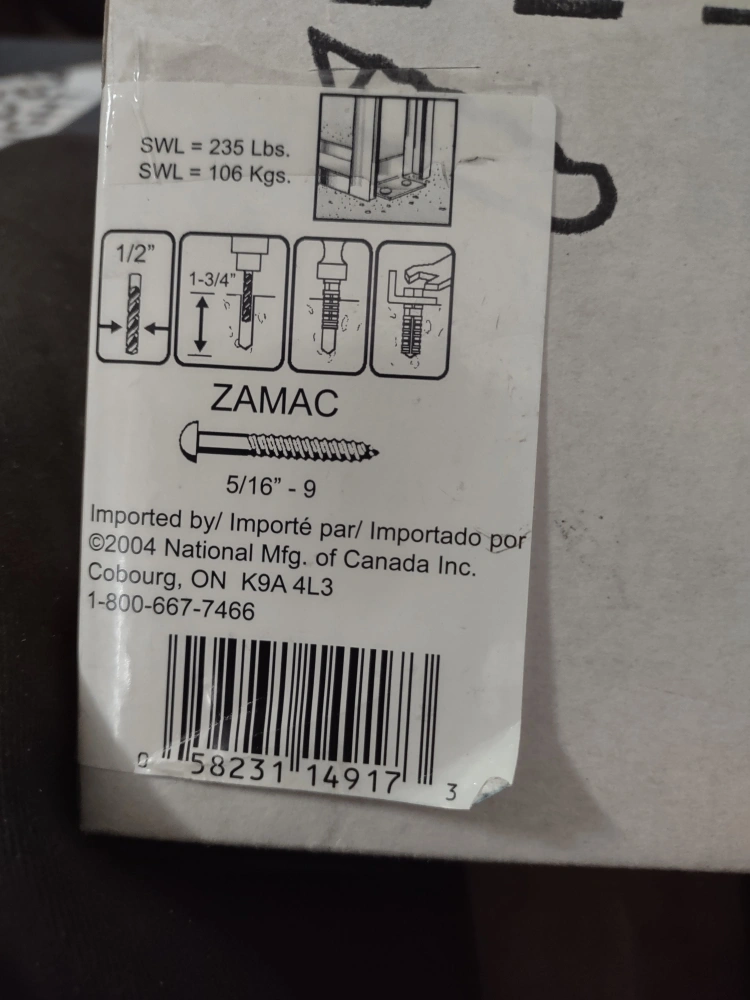 SWL = 235 Lbs.
SWL = 106 Kgs.
1/2”
1-3/4"
ZAMAC
5/16” - 9
Imported by/ Importé par/ Importado por
©2004 National Mfg. of Canada Inc.
Cobourg, ON K9A 4L3
1-800-667-7466
0 58231 14917 3